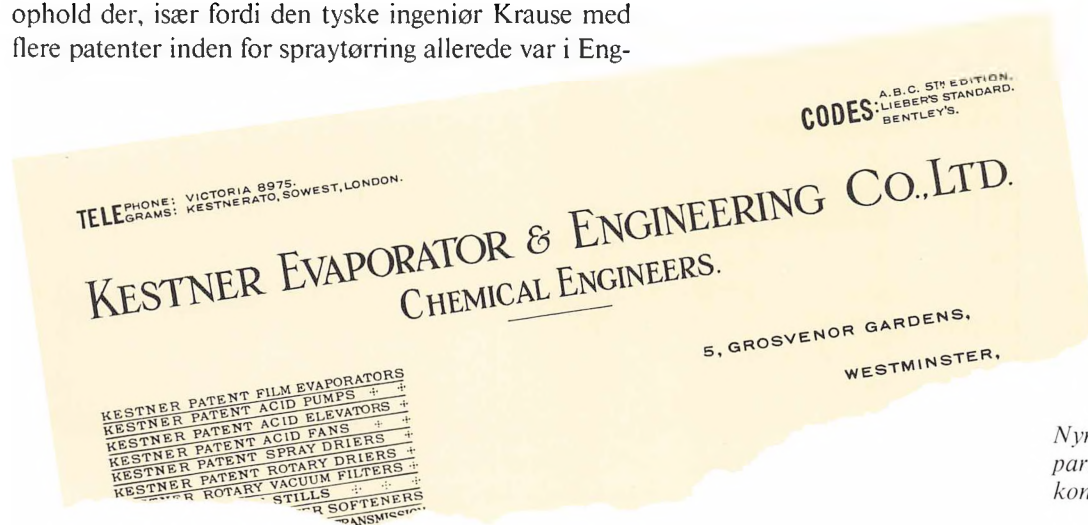 ophold der, især fordi den tyske ingeniør Krause med
flere patenter inden for spraytørring allerede var i Eng-
CODES: A.B.C. 5TH EDITION.
LIEBER'S STANDARD.
BENTLEY'S.
TELEPHONE: VICTORIA 8975.
TELEGRAMS: KESTNERATO, SOWEST, LONDON.
KESTNER EVAPORATOR & ENGINEERING CO., LTD.
CHEMICAL ENGINEERS.
5, GROSVENOR GARDENS,
WESTMINSTER,
KESTNER PATENT FILM EVAPORATORS
KESTNER PATENT ACID PUMPS
KESTNER PATENT ACID ELEVATORS
KESTNER PATENT ACID FANS
KESTNER PATENT SPRAY DRIERS
KESTNER PATENT ROTARY DRIERS
ROTARY VACUUM FILTERS
STILLS
SOFTENERS
par